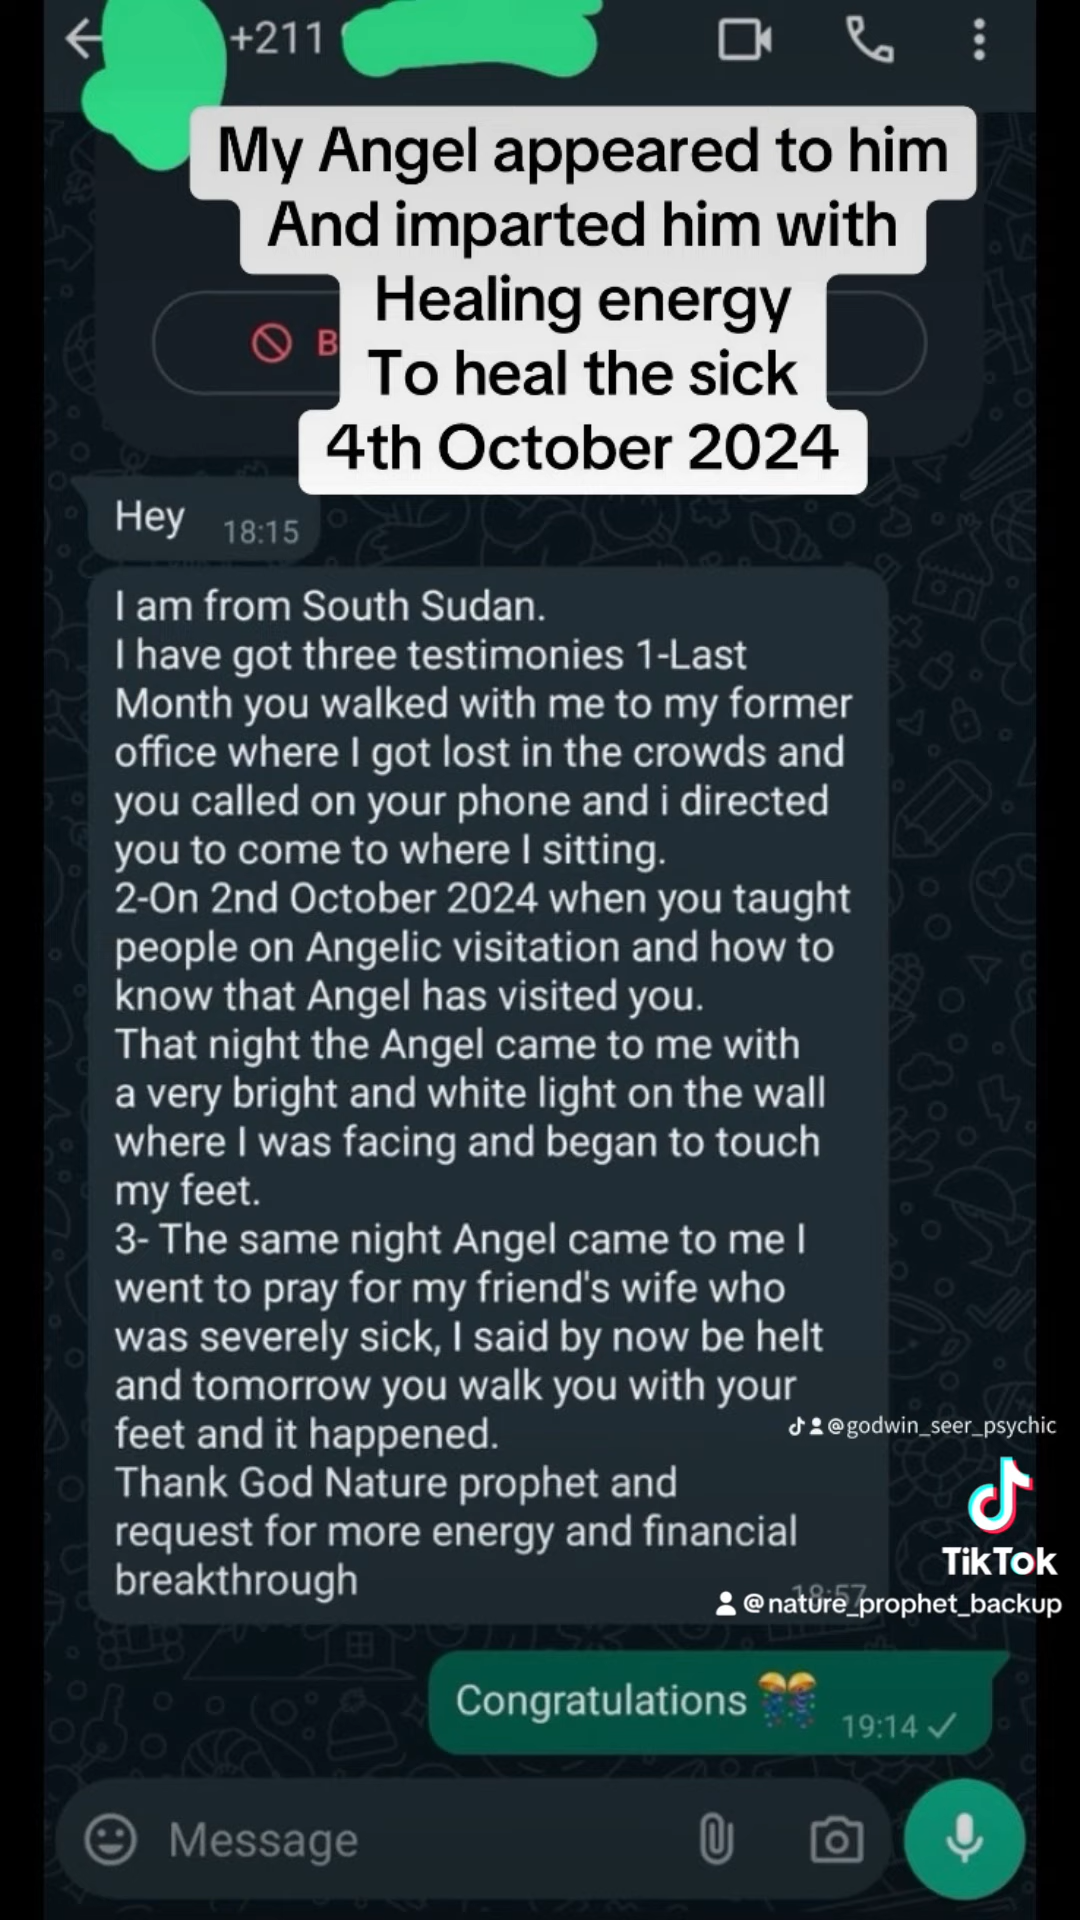 +211
My Angel appeared to him
And imparted him with
Healing energy
To heal the sick
4th October 2024
B
Hey 18:15
I am from South Sudan.
I have got three testimonies 1-Last
Month you walked with me to my former
office where I got lost in the crowds and
you called on your phone and i directed
you to come to where I sitting.
2-On 2nd October 2024 when you taught
people on Angelic visitation and how to
know that Angel has visited you.
That night the Angel came to me with
a very bright and white light on the wall
where I was facing and began to touch
my feet.
3- The same night Angel came to me I
went to pray for my friend's wife who
was severely sick, I said by now be helt
and tomorrow you walk you with your
feet and it happened.
Thank God Nature prophet and
request for more energy and financial
breakthrough
18:57
@godwin_seer_psychic
TikTok
@nature_prophet_backup
Congratulations 🎊 19:14
Message